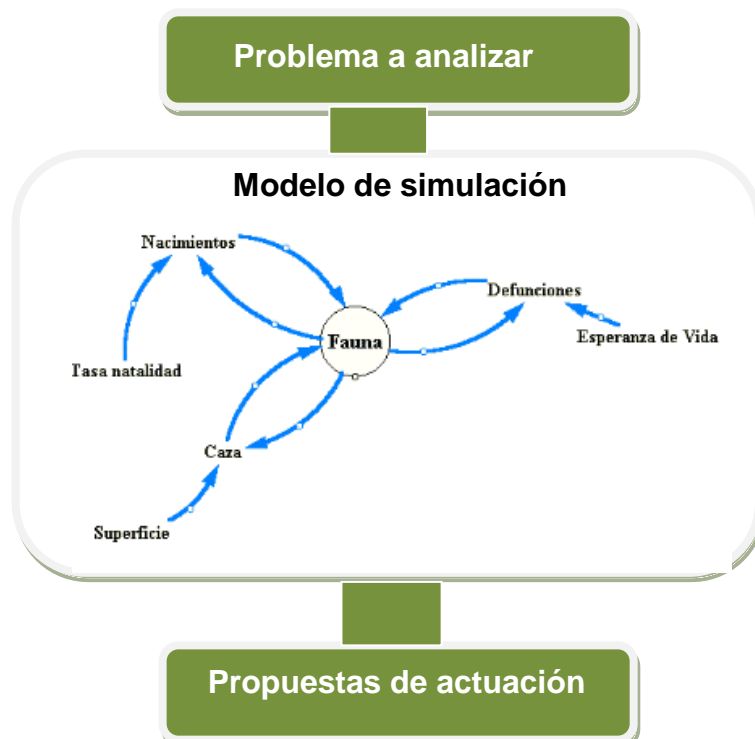 Problema a analizar
Modelo de simulación
Nacimientos
Defunciones
Esperanza de Vida
Fauna
Tasa natalidad
Caza
Superficie
Propuestas de actuación